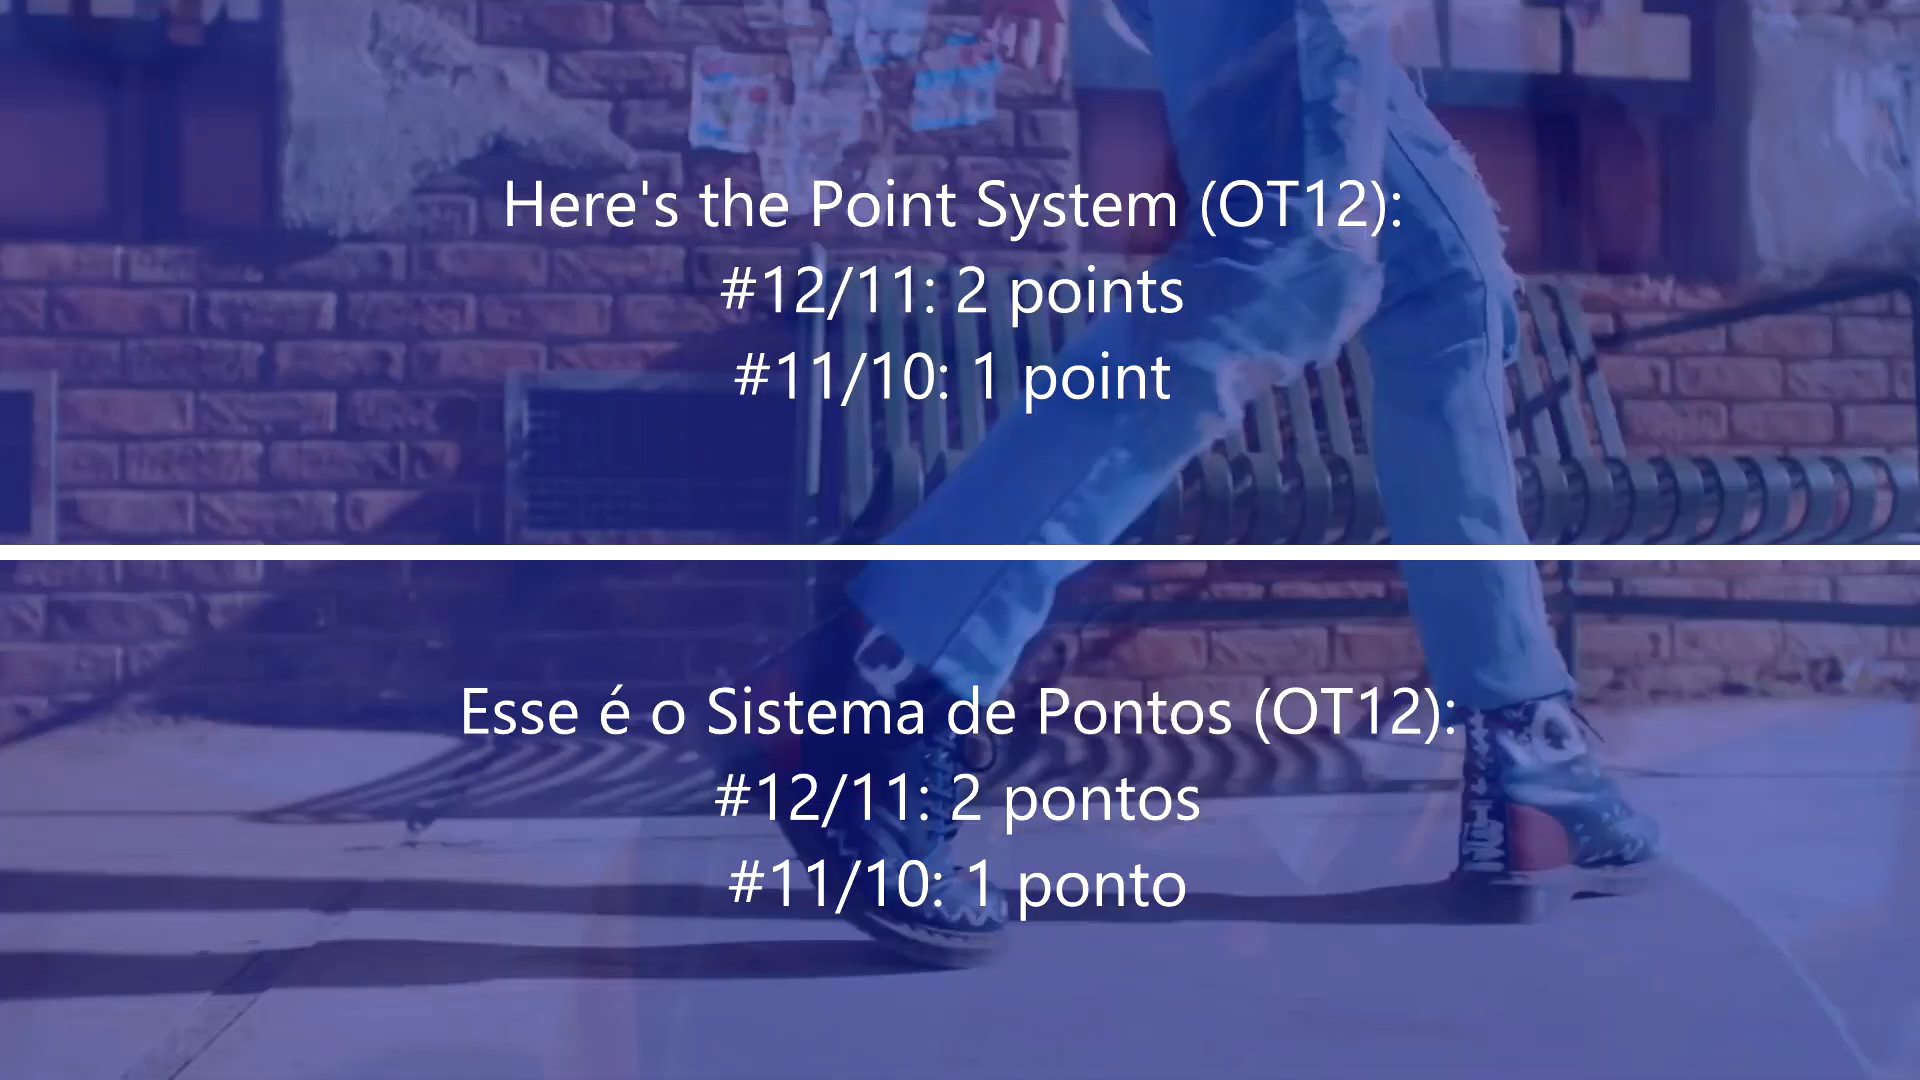 Here's the Point System (OT12):
#12/11: 2 points
#11/10: 1 point
Esse é o Sistema de Pontos (OT12):
#12/11: 2 pontos
#11/10: 1 ponto